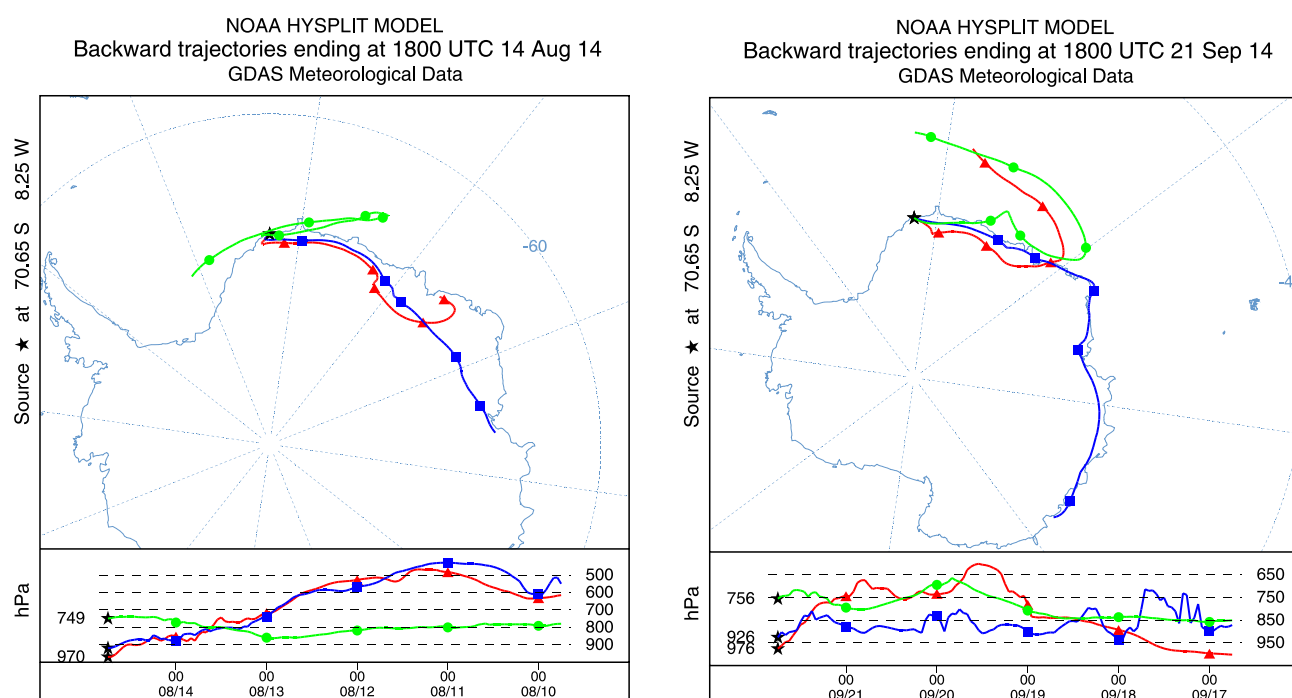 NOAA HYSPLIT MODEL
Backward trajectories ending at 1800 UTC 14 Aug 14
GDAS Meteorological Data
Source ★ at 70.65 S 8.25 W
-60
hPa
749
970
500
600
700
800
900
00 00 00 00 00
08/14 08/13 08/12 08/11 08/10
NOAA HYSPLIT MODEL
Backward trajectories ending at 1800 UTC 21 Sep 14
GDAS Meteorological Data
Source ★ at 70.65 S 8.25 W
-4
hPa
756
926
976
650
750
850
950
00 00 00 00 00
09/21 09/20 09/19 09/18 09/17